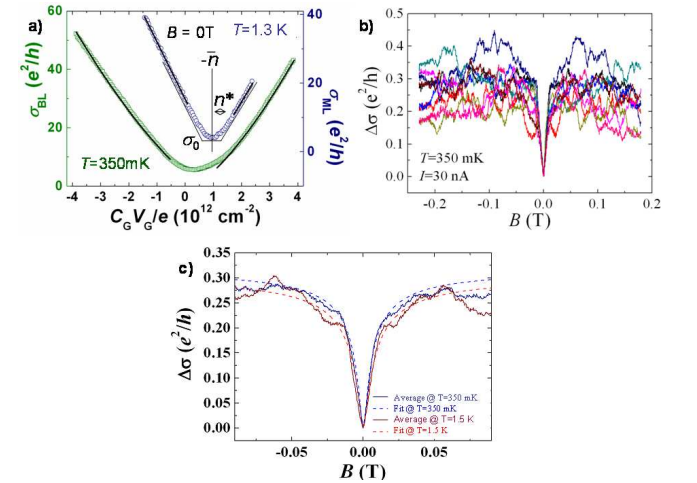 a)
B = 0T
T=1.3 K
-n̄
n*
σ0
T=350mK
σBL (e²/h)
60
40
20
0
σML (e²/h)
40
20
0
-4 -3 -2 -1 0 1 2 3 4
CGVG/e (10¹² cm⁻²)
b)
Δσ (e²/h)
0.5
0.4
0.3
0.2
0.1
0.0
T=350 mK
I=30 nA
-0.2 -0.1 0.0 0.1 0.2
B (T)
c)
Δσ (e²/h)
0.35
0.30
0.25
0.20
0.15
0.10
0.05
0.00
Average @ T=350 mK
Fit @ T=350 mK
Average @ T=1.5 K
Fit @ T=1.5 K
-0.05 0.00 0.05
B (T)